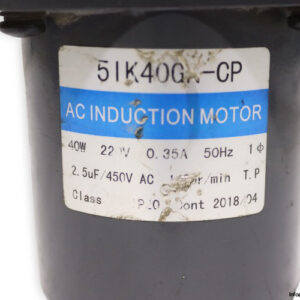 5IK40G -CP
AC INDUCTION MOTOR
40W 22 V 0.35A 50Hz 1Φ
2.5uF/450V AC r/min T.P
Class Cont 2018/04